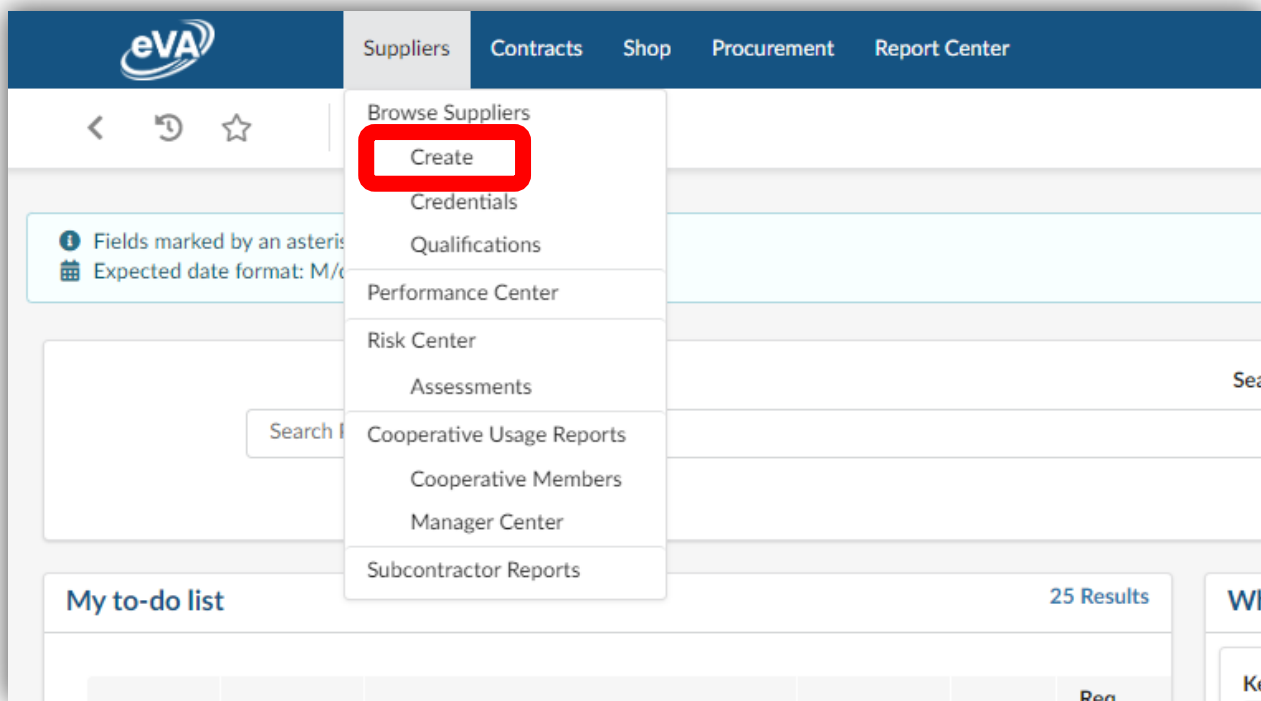 eVA
Suppliers Contracts Shop Procurement Report Center
Browse Suppliers
Create
Credentials
Qualifications
Performance Center
Risk Center
Assessments
Cooperative Usage Reports
Cooperative Members
Manager Center
Subcontractor Reports
Fields marked by an
Expected date format:
Search
My to-do list
25 Results
Req